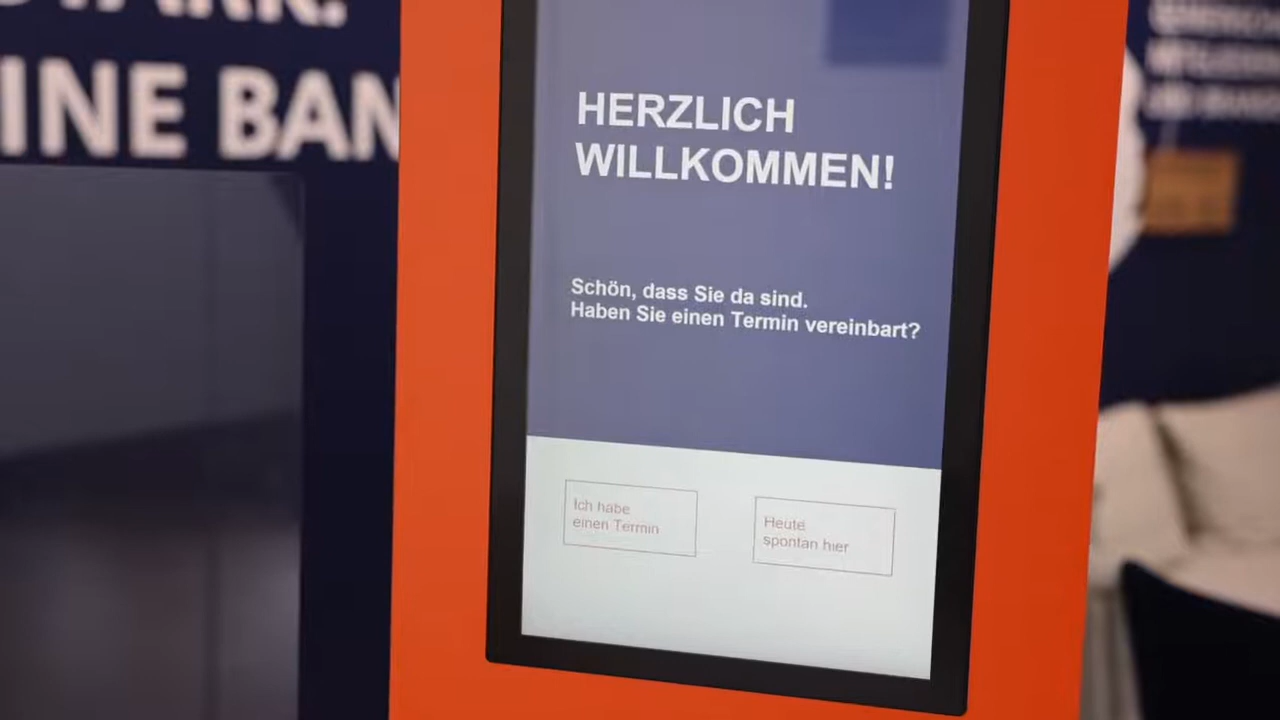 INE BAN
HERZLICH
WILLKOMMEN!
Schön, dass Sie da sind.
Haben Sie einen Termin vereinbart?
Ich habe
einen Termin
Heute
spontan hier